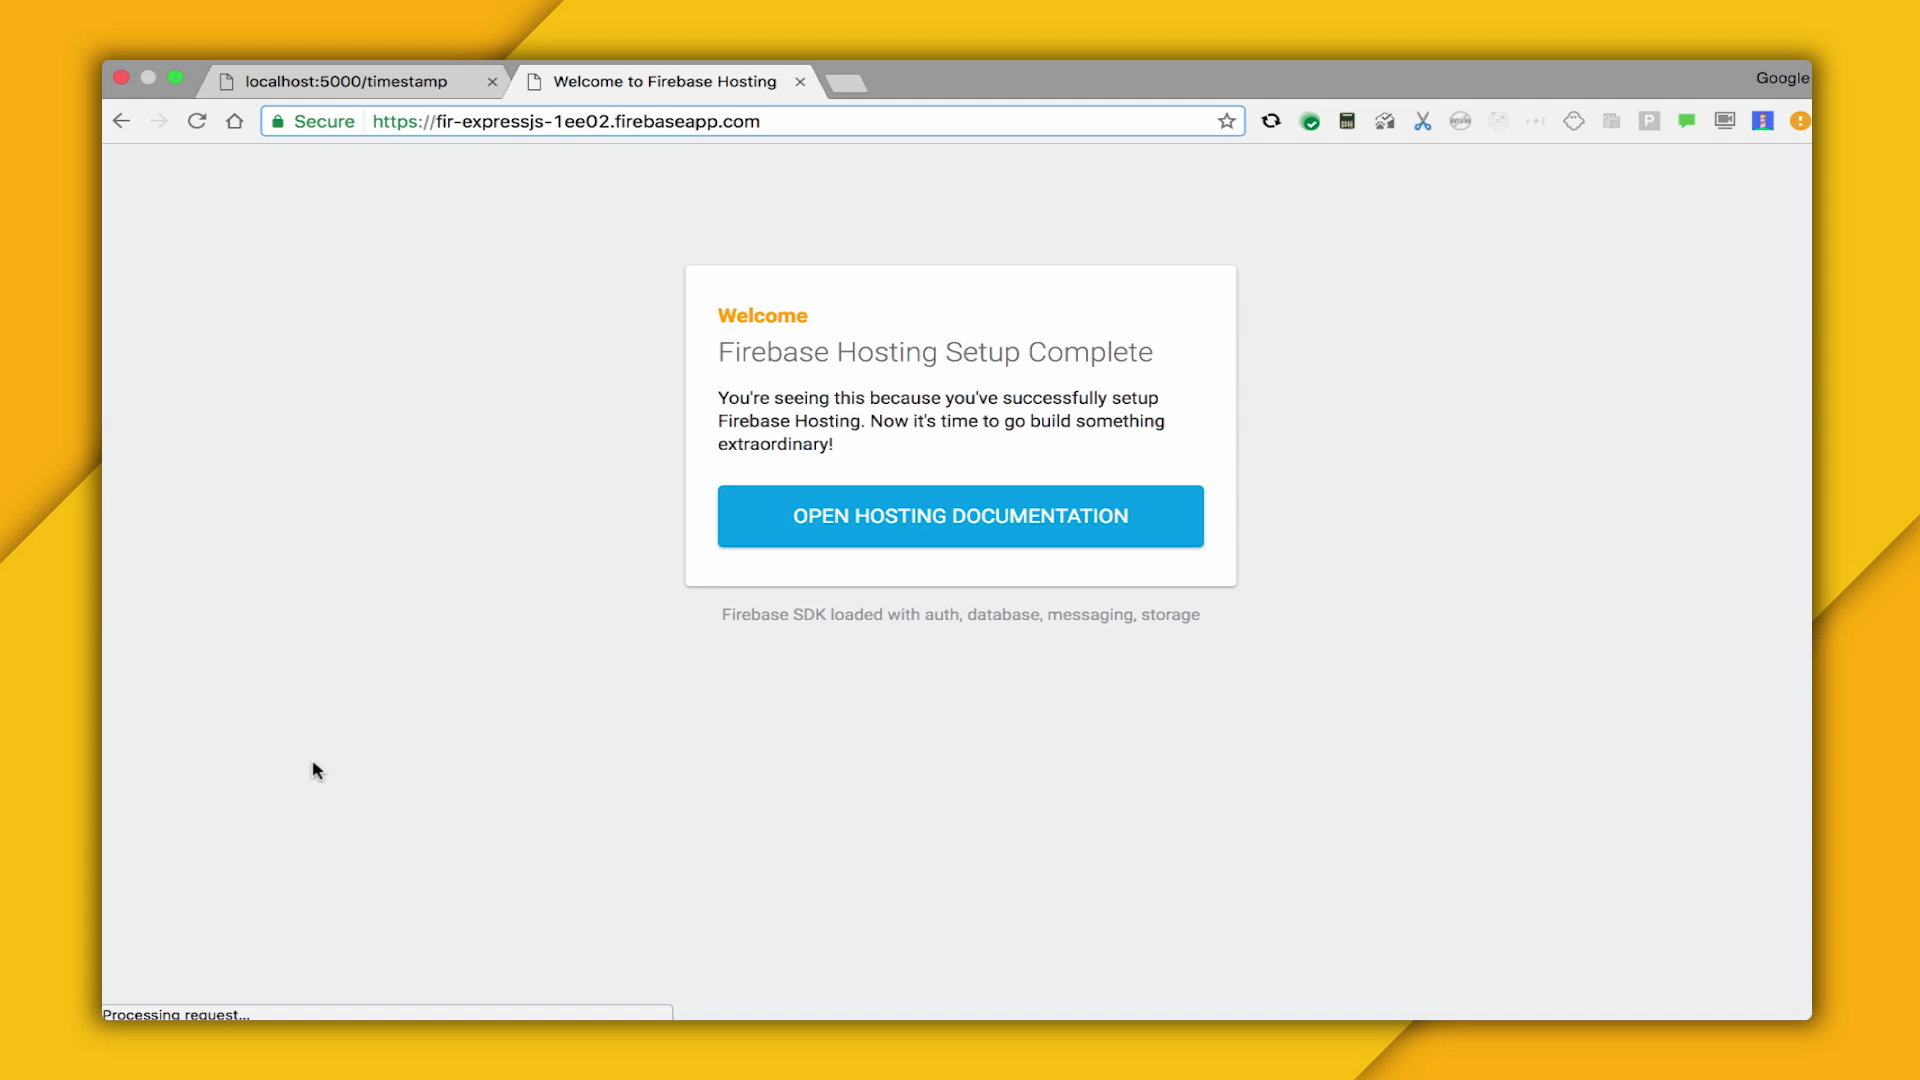 localhost:5000/timestamp
Welcome to Firebase Hosting
Google
Secure
https://fir-expressjs-1ee02.firebaseapp.com
P
Welcome
Firebase Hosting Setup Complete
You're seeing this because you've successfully setup
Firebase Hosting. Now it's time to go build something
extraordinary!
OPEN HOSTING DOCUMENTATION
Firebase SDK loaded with auth, database, messaging, storage
Processing request...